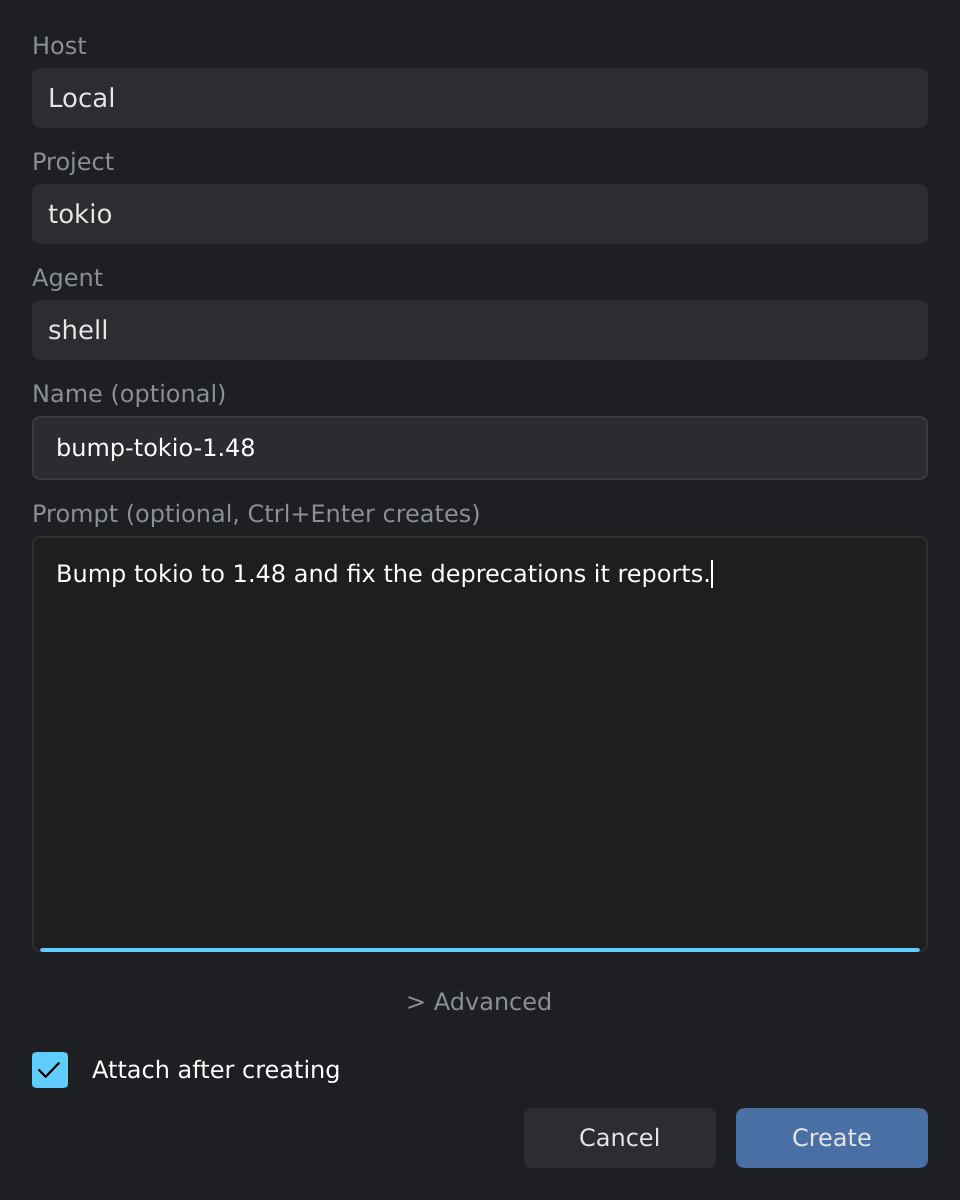 Host
Local
Project
tokio
Agent
shell
Name (optional)
bump-tokio-1.48
Prompt (optional, Ctrl+Enter creates)
Bump tokio to 1.48 and fix the deprecations it reports.
> Advanced
Attach after creating
Cancel
Create